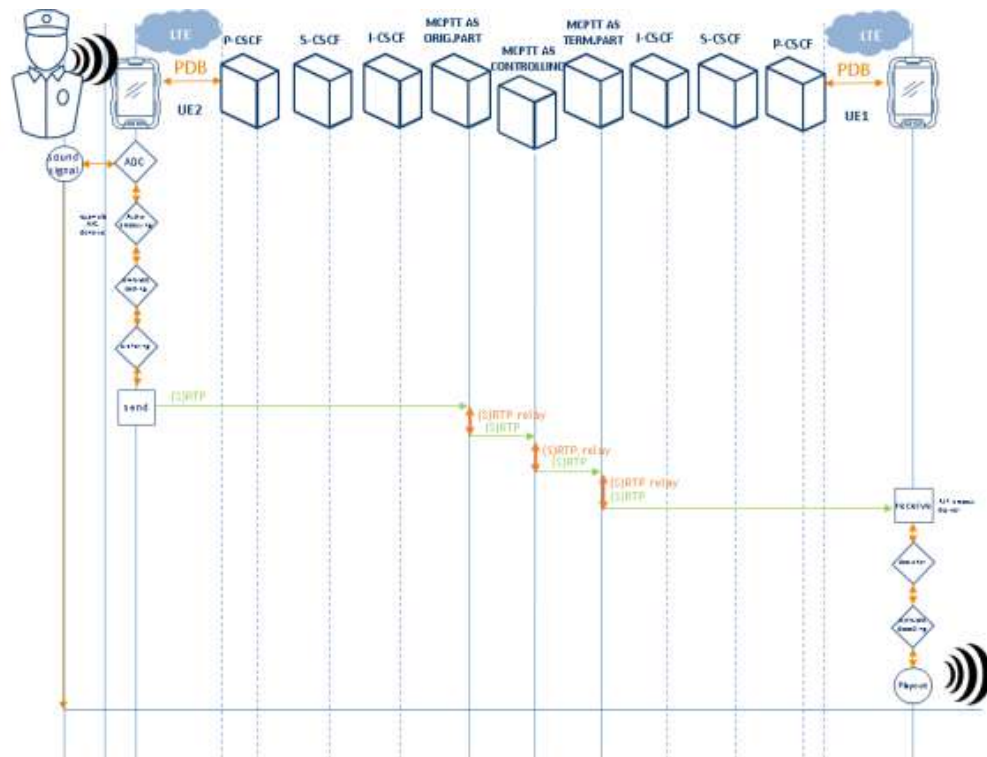 LTE
MCPTT AS
ORIG.PART
MCPTT AS
TERM.PART
LTE
P-CSCF
S-CSCF
I-CSCF
MCPTT AS
CONTROLLING
I-CSCF
S-CSCF
P-CSCF
PDB
PDB
UE2
UE1
sound
signal
ADC
send
(S)RTP
(S)RTP relay
(S)RTP
(S)RTP relay
(S)RTP
(S)RTP relay
(S)RTP
receive
Playout